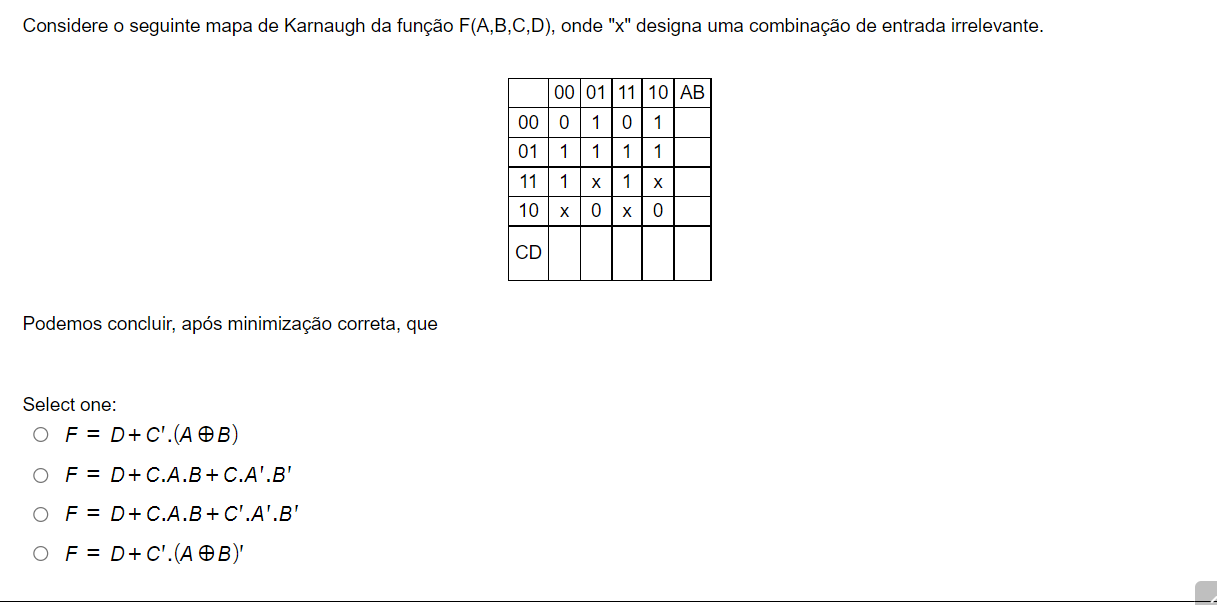 Considere o seguinte mapa de Karnaugh da função F(A,B,C,D), onde "x" designa uma combinação de entrada irrelevante.
00 01 11 10 AB
00 0 1 0 1
01 1 1 1 1
11 1 x 1 x
10 x 0 x 0
CD
Podemos concluir, após minimização correta, que
Select one:
F = D+C'.(A⊕B)
F = D+C.A.B+C.A'.B'
F = D+C.A.B+C'.A'.B'
F = D+C'.(A⊕B)'